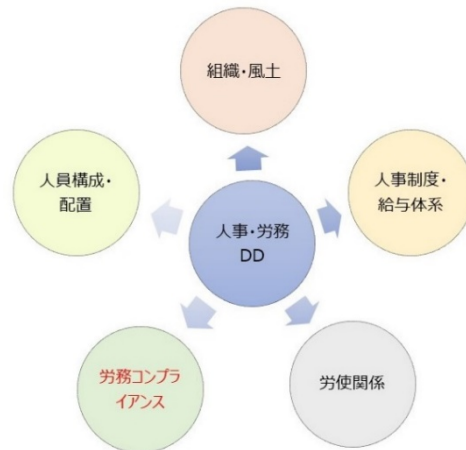 組織・風土
人員構成・
配置
人事・労務
DD
人事制度・
給与体系
労務コンプラ
イアンス
労使関係